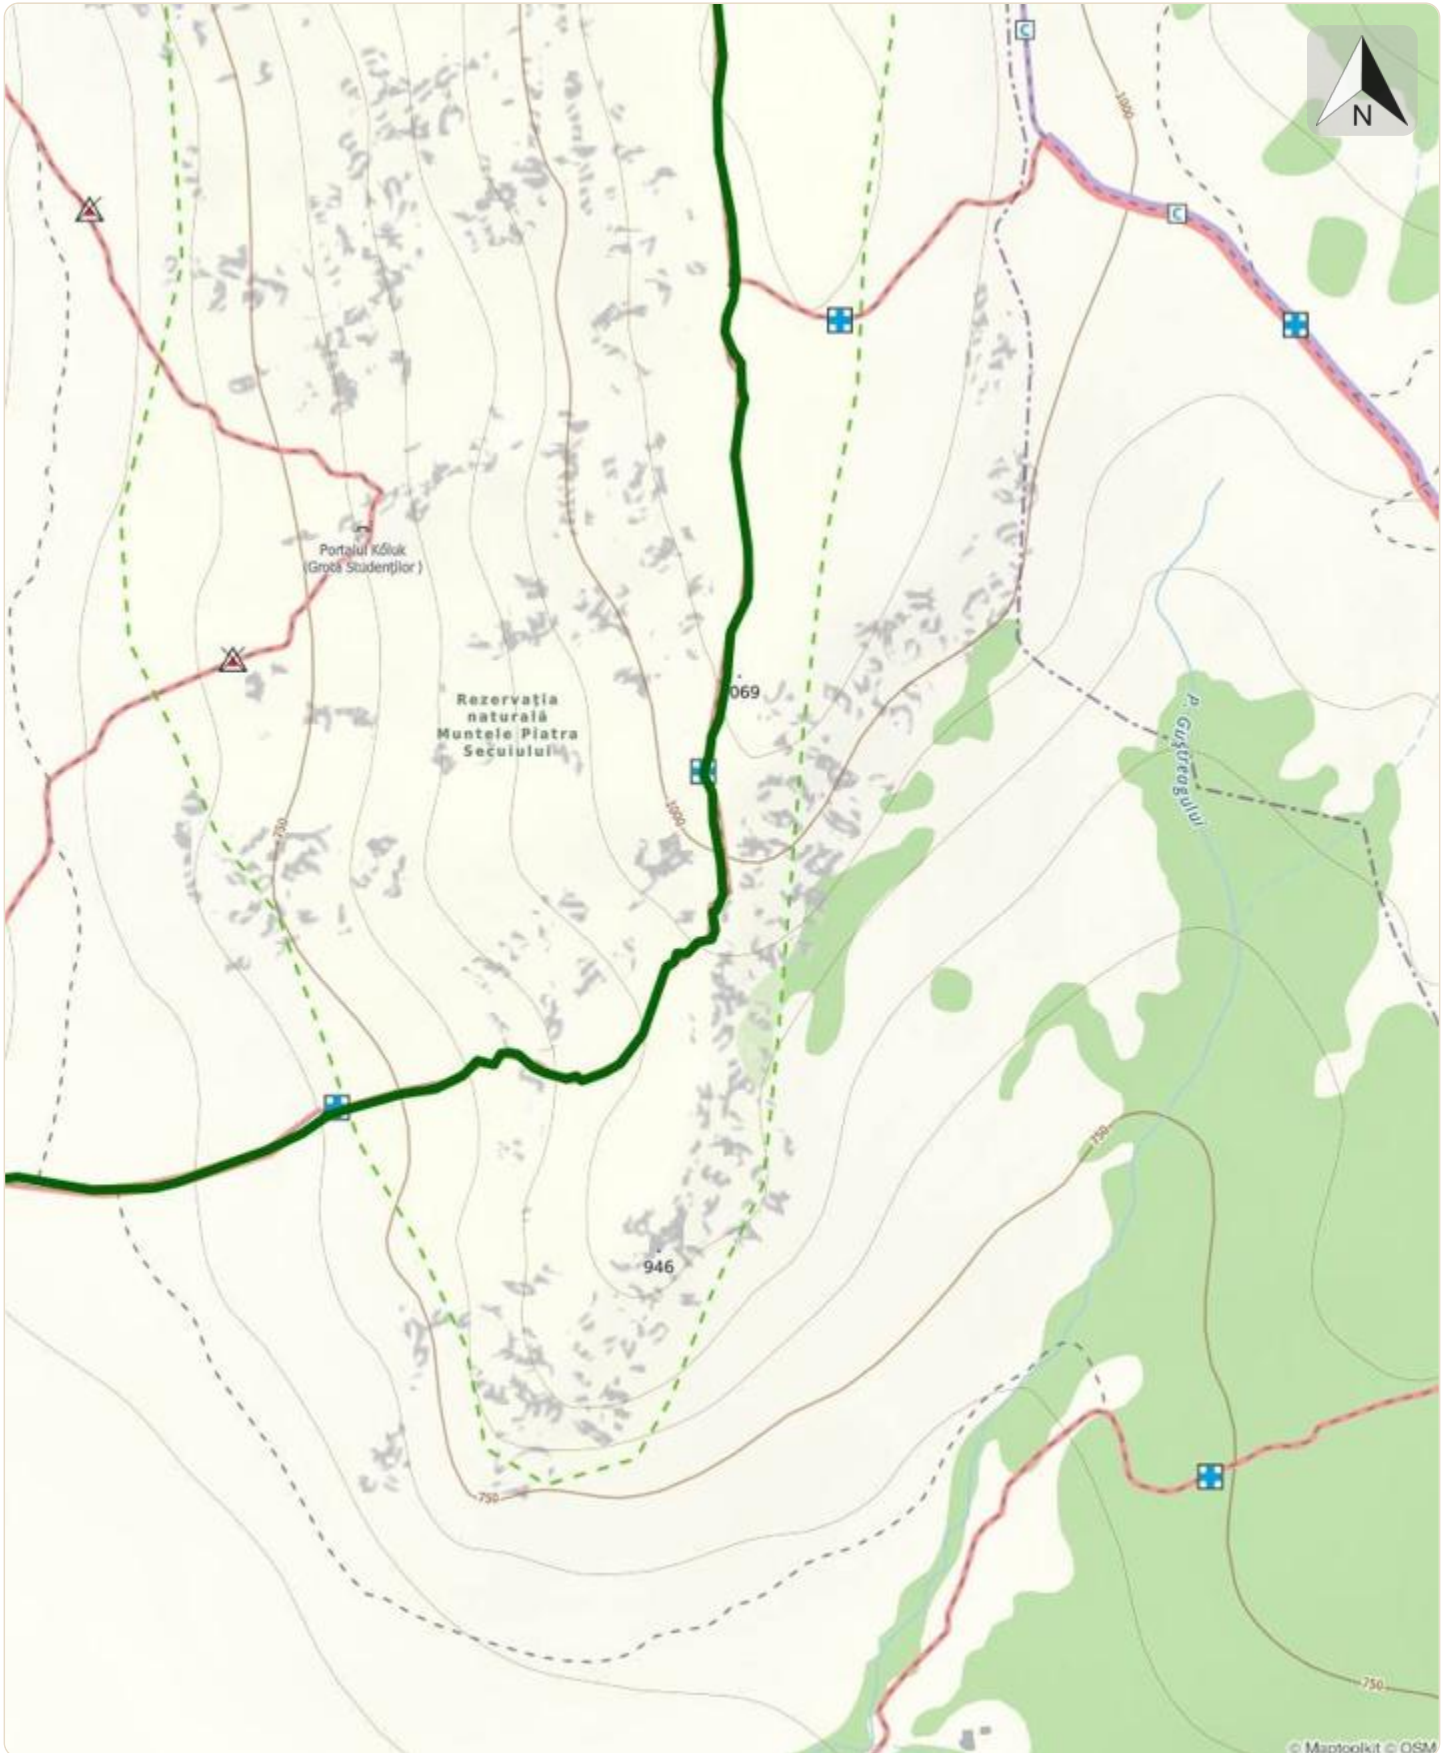 C
1000
N
C
Portalul Kőluk
(Grota Studenților )
069
Rezervația
naturală
Muntele Piatra
Secuiului
P. Guștreagului
1000
750
750
946
750
750
© Maptoolkit © OSM